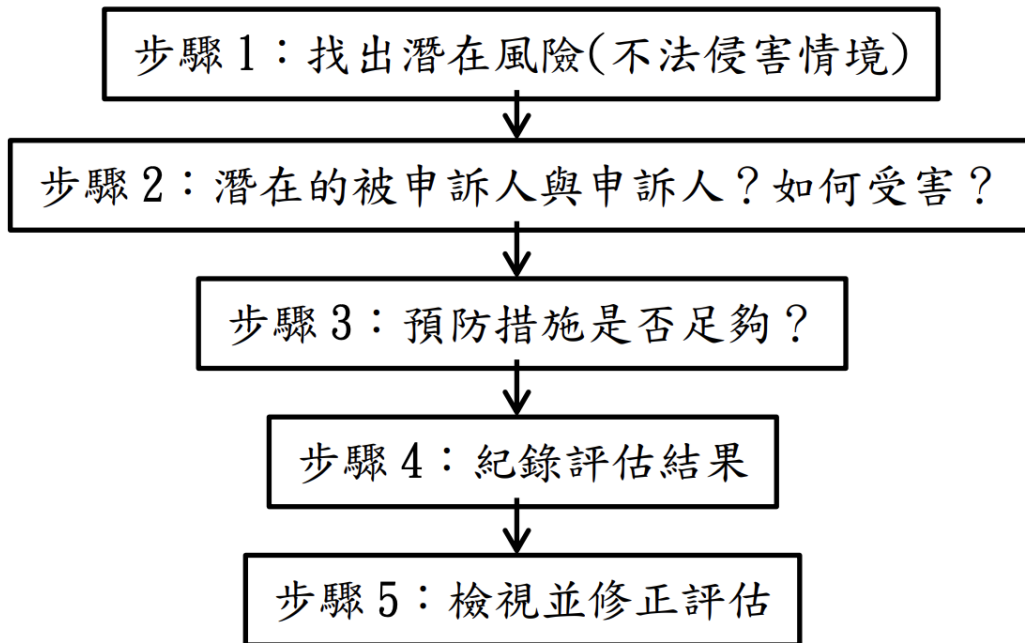 步驟 1：找出潛在風險(不法侵害情境)
步驟 2：潛在的被申訴人與申訴人？如何受害？
步驟 3：預防措施是否足夠？
步驟 4：紀錄評估結果
步驟 5：檢視並修正評估